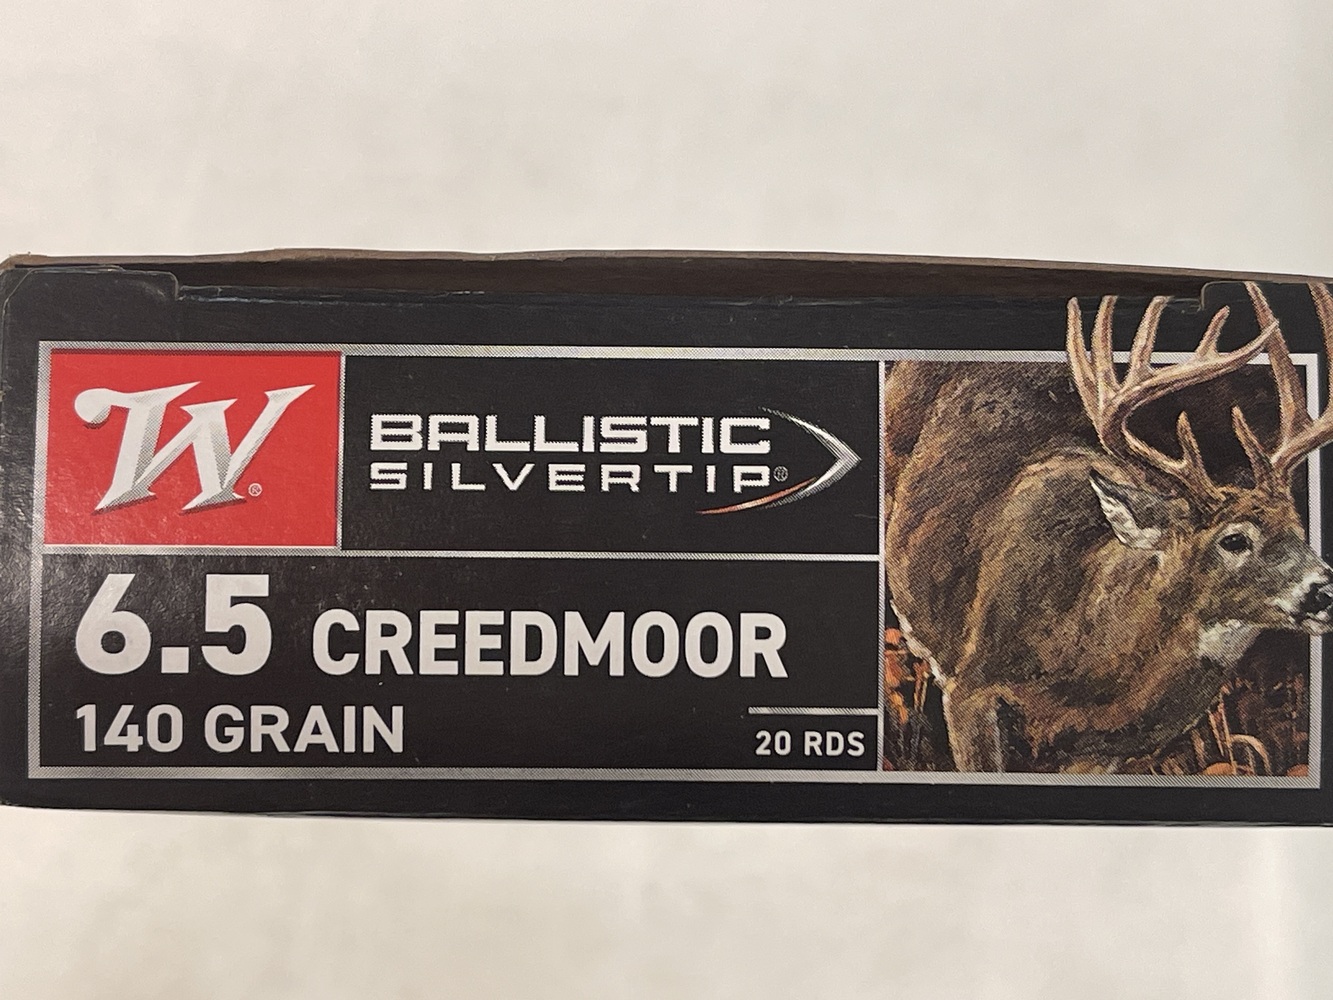 W®
BALLISTIC
SILVERTIP®
6.5 CREEDMOOR
140 GRAIN
20 RDS